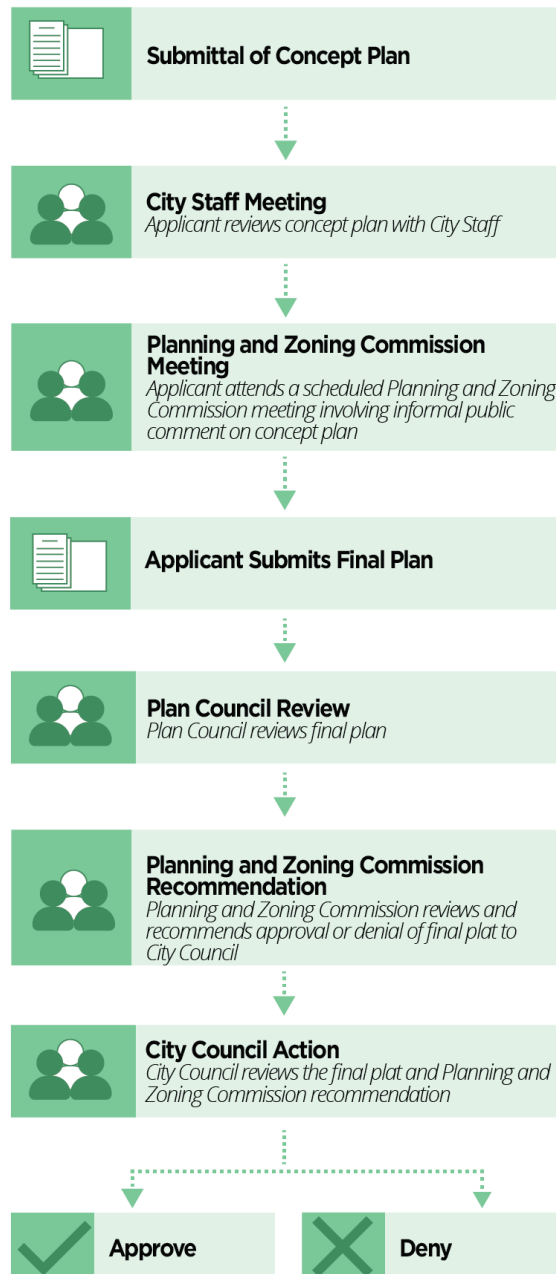 Submittal of Concept Plan
City Staff Meeting
Applicant reviews concept plan with City Staff
Planning and Zoning Commission
Meeting
Applicant attends a scheduled Planning and Zoning
Commission meeting involving informal public
comment on concept plan
Applicant Submits Final Plan
Plan Council Review
Plan Council reviews final plan
Planning and Zoning Commission
Recommendation
Planning and Zoning Commission reviews and
recommends approval or denial of final plat to
City Council
City Council Action
City Council reviews the final plat and Planning and
Zoning Commission recommendation
Approve
Deny